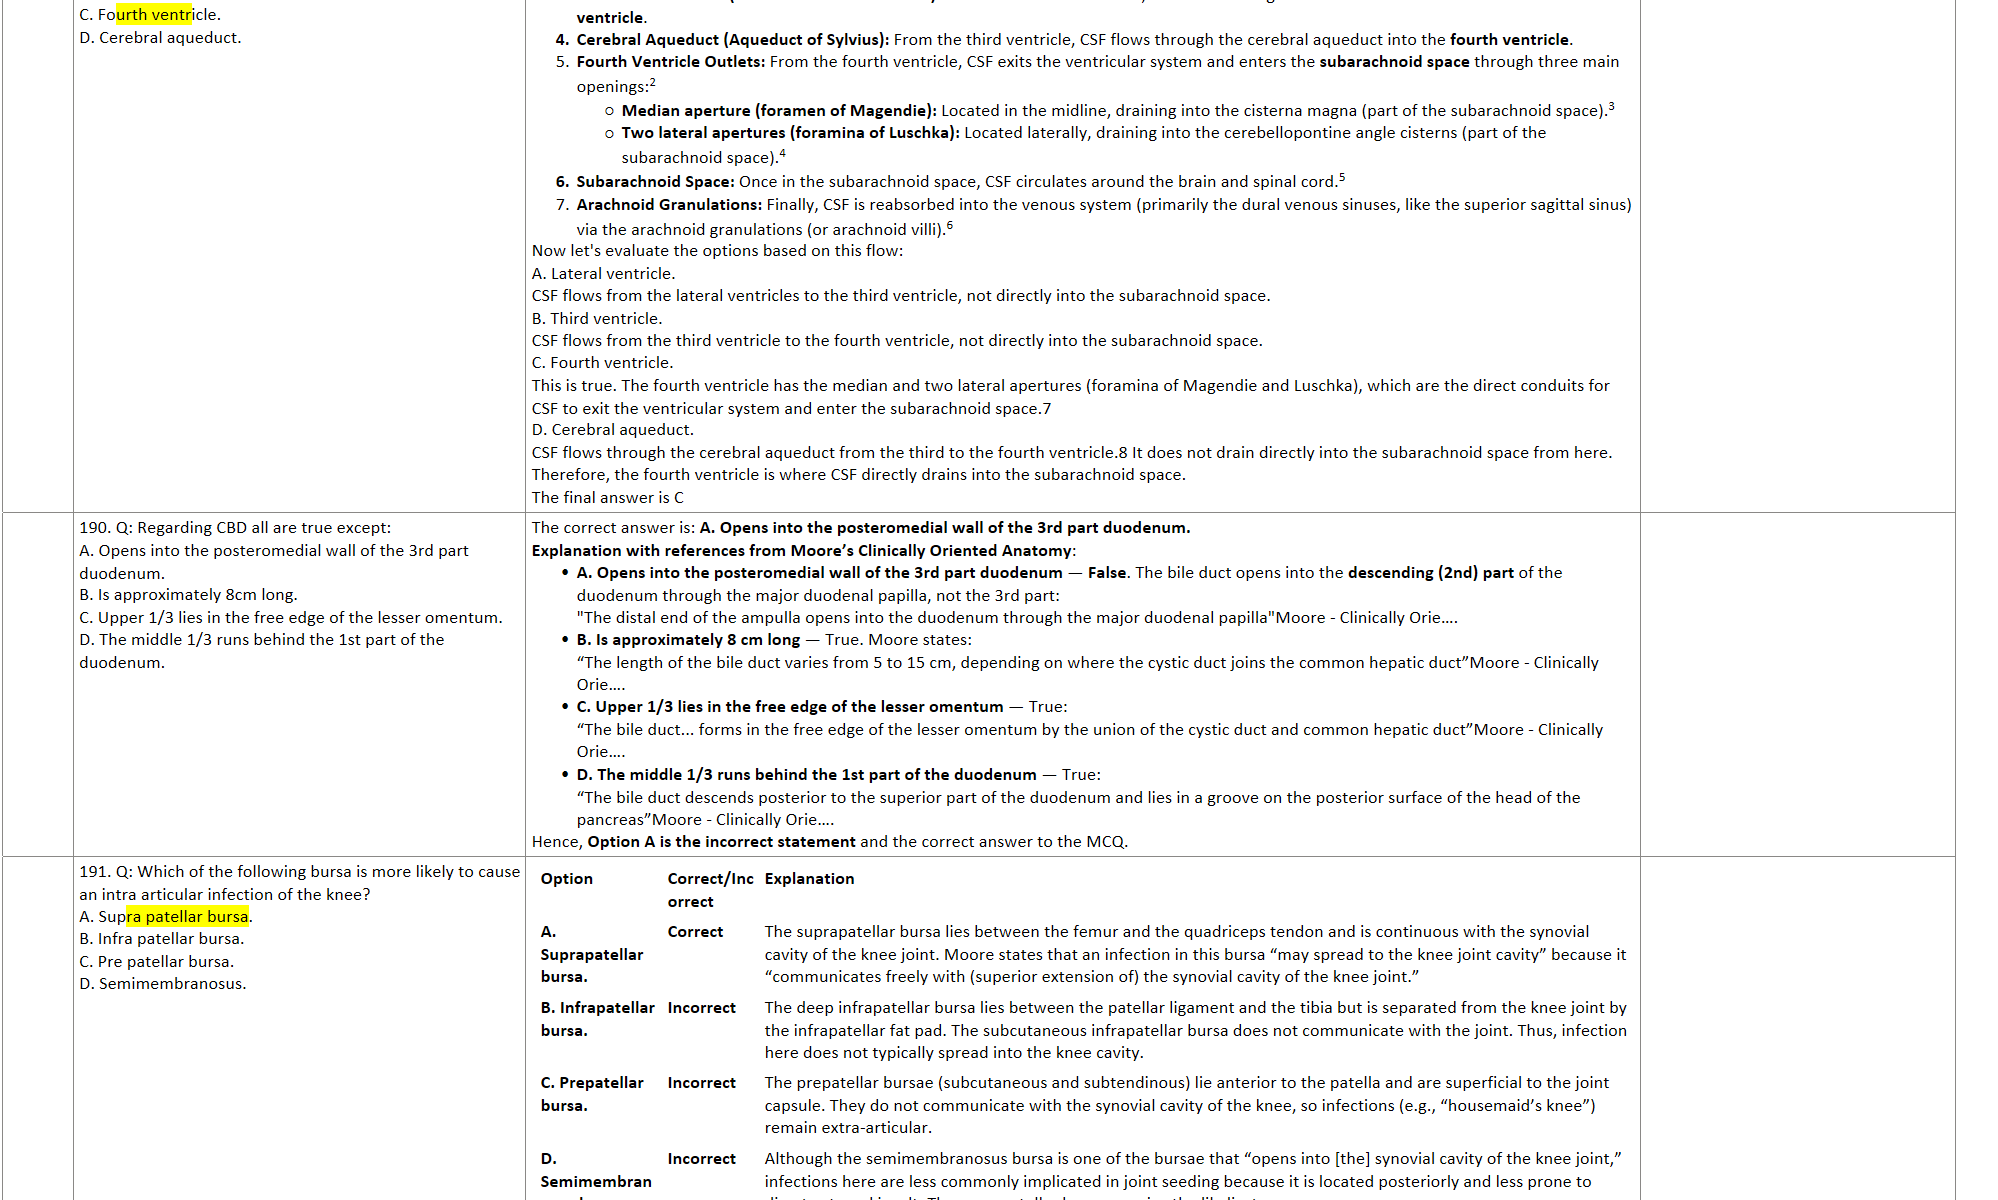 C. Fourth ventricle.
D. Cerebral aqueduct.
ventricle.
4. Cerebral Aqueduct (Aqueduct of Sylvius): From the third ventricle, CSF flows through the cerebral aqueduct into the fourth ventricle.
5. Fourth Ventricle Outlets: From the fourth ventricle, CSF exits the ventricular system and enters the subarachnoid space through three main
openings:2
○ Median aperture (foramen of Magendie): Located in the midline, draining into the cisterna magna (part of the subarachnoid space).3
○ Two lateral apertures (foramina of Luschka): Located laterally, draining into the cerebellopontine angle cisterns (part of the
subarachnoid space).4
6. Subarachnoid Space: Once in the subarachnoid space, CSF circulates around the brain and spinal cord.5
7. Arachnoid Granulations: Finally, CSF is reabsorbed into the venous system (primarily the dural venous sinuses, like the superior sagittal sinus)
via the arachnoid granulations (or arachnoid villi).6
Now let's evaluate the options based on this flow:
A. Lateral ventricle.
CSF flows from the lateral ventricles to the third ventricle, not directly into the subarachnoid space.
B. Third ventricle.
CSF flows from the third ventricle to the fourth ventricle, not directly into the subarachnoid space.
C. Fourth ventricle.
This is true. The fourth ventricle has the median and two lateral apertures (foramina of Magendie and Luschka), which are the direct conduits for
CSF to exit the ventricular system and enter the subarachnoid space.7
D. Cerebral aqueduct.
CSF flows through the cerebral aqueduct from the third to the fourth ventricle.8 It does not drain directly into the subarachnoid space from here.
Therefore, the fourth ventricle is where CSF directly drains into the subarachnoid space.
The final answer is C
190. Q: Regarding CBD all are true except:
A. Opens into the posteromedial wall of the 3rd part
duodenum.
B. Is approximately 8cm long.
C. Upper 1/3 lies in the free edge of the lesser omentum.
D. The middle 1/3 runs behind the 1st part of the
duodenum.
The correct answer is: A. Opens into the posteromedial wall of the 3rd part duodenum.
Explanation with references from Moore’s Clinically Oriented Anatomy:
• A. Opens into the posteromedial wall of the 3rd part duodenum — False. The bile duct opens into the descending (2nd) part of the
duodenum through the major duodenal papilla, not the 3rd part:
"The distal end of the ampulla opens into the duodenum through the major duodenal papilla"Moore - Clinically Orie....
• B. Is approximately 8 cm long — True. Moore states:
“The length of the bile duct varies from 5 to 15 cm, depending on where the cystic duct joins the common hepatic duct”Moore - Clinically
Orie....
• C. Upper 1/3 lies in the free edge of the lesser omentum — True:
“The bile duct... forms in the free edge of the lesser omentum by the union of the cystic duct and common hepatic duct”Moore - Clinically
Orie....
• D. The middle 1/3 runs behind the 1st part of the duodenum — True:
“The bile duct descends posterior to the superior part of the duodenum and lies in a groove on the posterior surface of the head of the
pancreas”Moore - Clinically Orie....
Hence, Option A is the incorrect statement and the correct answer to the MCQ.
191. Q: Which of the following bursa is more likely to cause
an intra articular infection of the knee?
A. Supra patellar bursa.
B. Infra patellar bursa.
C. Pre patellar bursa.
D. Semimembranosus.
Option Correct/Inc Explanation
orrect
A. Correct The suprapatellar bursa lies between the femur and the quadriceps tendon and is continuous with the synovial
Suprapatellar cavity of the knee joint. Moore states that an infection in this bursa “may spread to the knee joint cavity” because it
bursa. “communicates freely with (superior extension of) the synovial cavity of the knee joint.”
B. Infrapatellar Incorrect The deep infrapatellar bursa lies between the patellar ligament and the tibia but is separated from the knee joint by
bursa. the infrapatellar fat pad. The subcutaneous infrapatellar bursa does not communicate with the joint. Thus, infection
here does not typically spread into the knee cavity.
C. Prepatellar Incorrect The prepatellar bursae (subcutaneous and subtendinous) lie anterior to the patella and are superficial to the joint
bursa. capsule. They do not communicate with the synovial cavity of the knee, so infections (e.g., “housemaid’s knee”)
remain extra-articular.
D. Incorrect Although the semimembranosus bursa is one of the bursae that “opens into [the] synovial cavity of the knee joint,”
Semimembran infections here are less commonly implicated in joint seeding because it is located posteriorly and less prone to